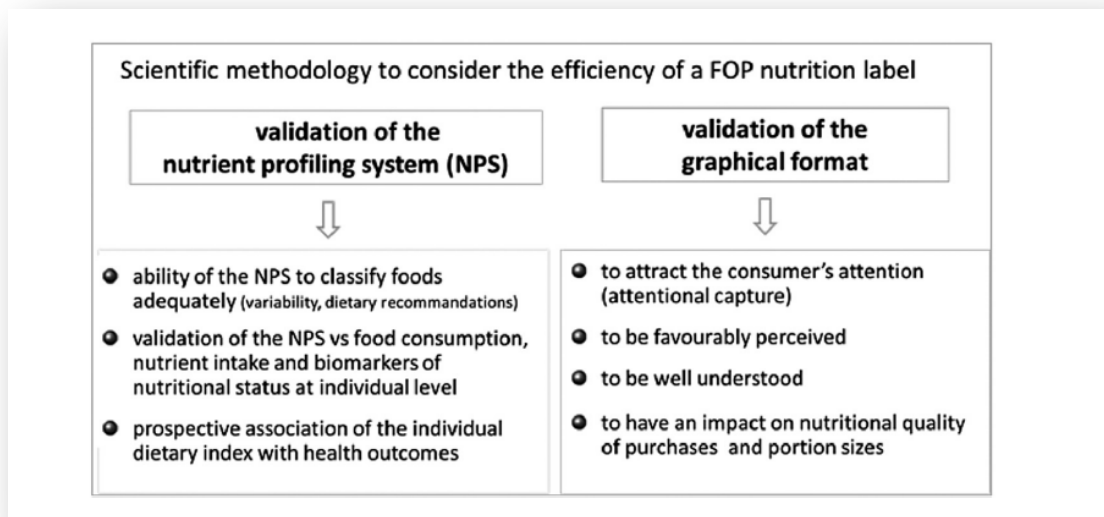 Scientific methodology to consider the efficiency of a FOP nutrition label
validation of the
nutrient profiling system (NPS)
ability of the NPS to classify foods
adequately (variability, dietary recommandations)
validation of the NPS vs food consumption,
nutrient intake and biomarkers of
nutritional status at individual level
prospective association of the individual
dietary index with health outcomes
validation of the
graphical format
to attract the consumer's attention
(attentional capture)
to be favourably perceived
to be well understood
to have an impact on nutritional quality
of purchases and portion sizes